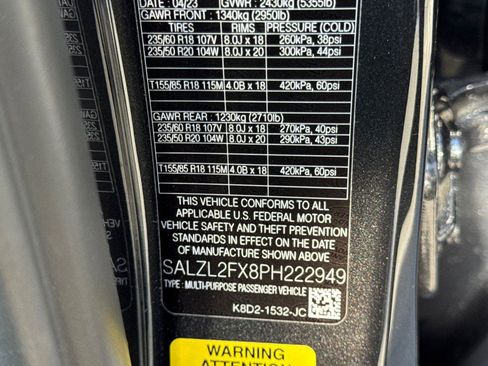 DATE : 04/23 GVWR : 2430kg (5355lb)
GAWR FRONT : 1340kg (2950lb)
TIRES RIMS PRESSURE (COLD)
235/60 R18 107V 8.0J x 18 260kPa, 38psi
235/50 R20 104W 8.0J x 20 300kPa, 44psi
T155/85 R18 115M 4.0B x 18 420kPa, 60psi
GAWR REAR : 1230kg (2710lb)
235/60 R18 107V 8.0J x 18 270kPa, 40psi
235/50 R20 104W 8.0J x 20 290kPa, 43psi
T155/85 R18 115M 4.0B x 18 420kPa, 60psi
THIS VEHICLE CONFORMS TO ALL
APPLICABLE U.S. FEDERAL MOTOR
VEHICLE SAFETY AND THEFT PREVENTION
STANDARDS IN EFFECT ON THE DATE OF
MANUFACTURE SHOWN ABOVE
SALZL2FX8PH222949
TYPE : MULTI-PURPOSE PASSENGER VEHICLE
K8D2-1532-JC
WARNING
ATTENTION